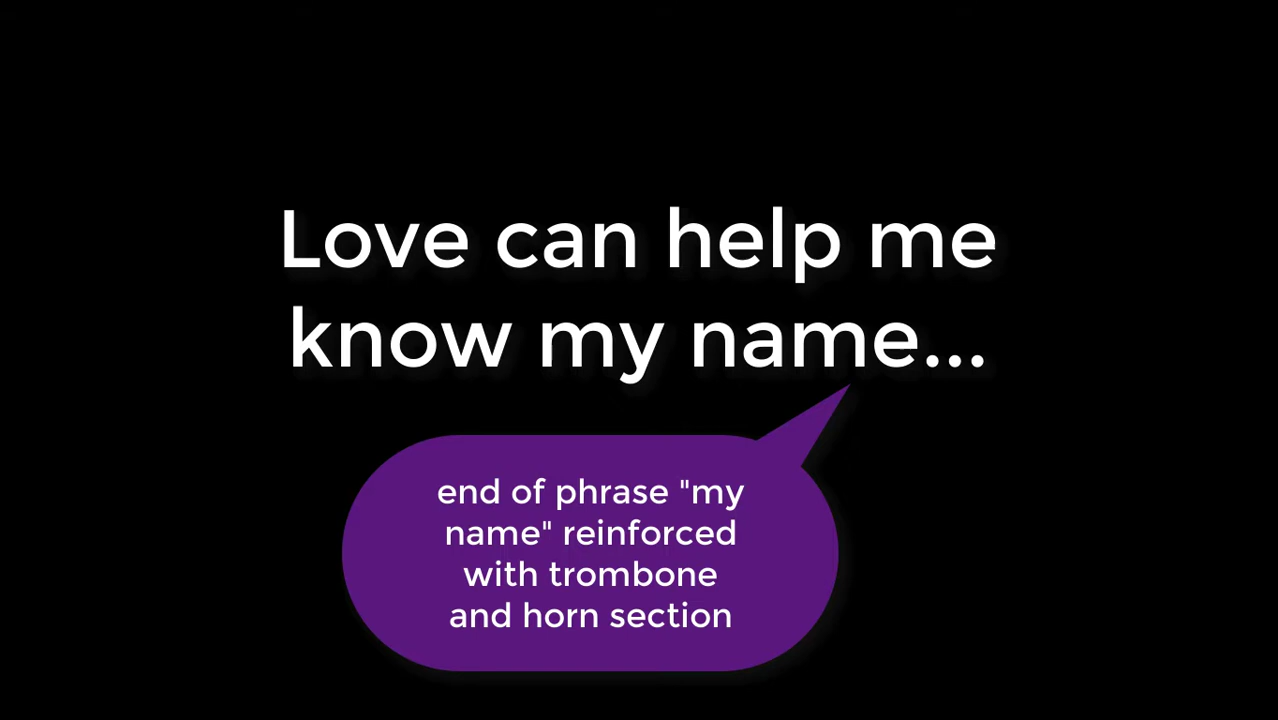 Love can help me
know my name...
end of phrase "my
name" reinforced
with trombone
and horn section